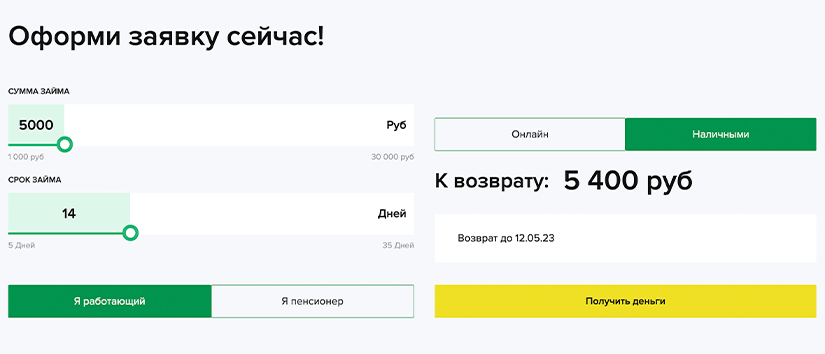 Оформи заявку сейчас!
СУММА ЗАЙМА
5000 Руб
1 000 руб 30 000 руб
СРОК ЗАЙМА
14 Дней
5 Дней 35 Дней
Я работающий Я пенсионер
Онлайн Наличными
К возврату: 5 400 руб
Возврат до 12.05.23
Получить деньги